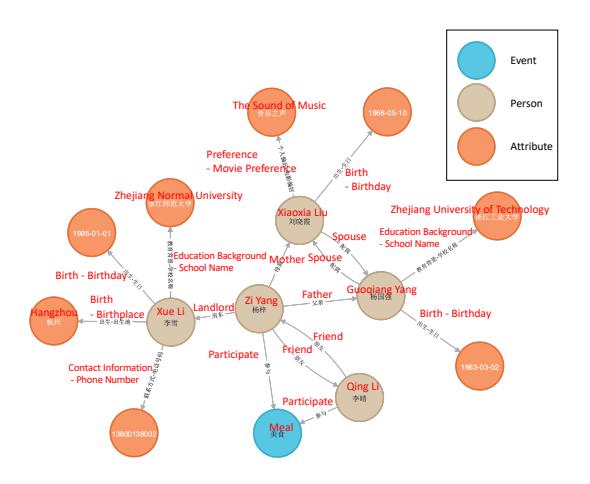 Event
Person
Attribute
The Sound of Music
音乐之声
1968-05-10
Preference
- Movie Preference
个人偏好-电影偏好
出生-生日
Birth
- Birthday
Zhejiang Normal University
浙江师范大学
Xiaoxia Liu
刘晓霞
Zhejiang University of Technology
浙江工业大学
1985-01-01
Education Background
- School Name
教育背景-学校名称
Mother
母亲
Spouse
配偶
Spouse
配偶
Education Background
- School Name
教育背景-学校名称
Birth - Birthday
出生-生日
Hangzhou
杭州
Birth
- Birthplace
出生-出生地
Xue Li
李雪
Landlord
房东
Zi Yang
杨梓
Father
父亲
Guoqiang Yang
杨国强
Birth - Birthday
出生-生日
1963-03-02
Contact Information
- Phone Number
联系方式-电话号码
Participate
参与
Friend
朋友
Friend
朋友
Qing Li
李晴
Participate
参与
Meal
美食
13800138002